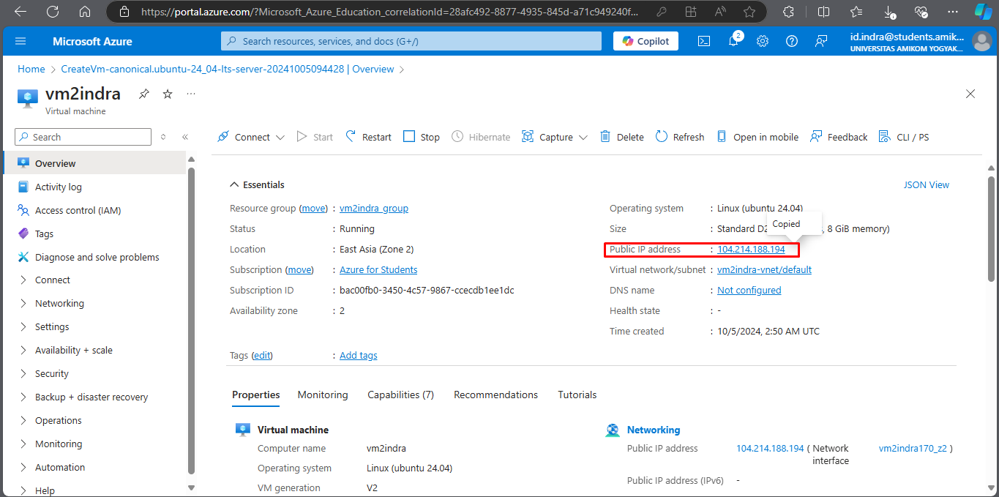 https://portal.azure.com/?Microsoft_Azure_Education_correlationId=28afc492-8877-4935-845d-a71c949240f...
Microsoft Azure
Search resources, services, and docs (G+/)
Copilot
2
id.indra@students.amik...
UNIVERSITAS AMIKOM YOGYAK...
Home > CreateVm-canonical.ubuntu-24_04-lts-server-20241005094428 | Overview >
vm2indra
Virtual machine
Search
Connect Start Restart Stop Hibernate Capture Delete Refresh Open in mobile Feedback CLI / PS
Overview
Activity log
Access control (IAM)
Tags
Diagnose and solve problems
Connect
Networking
Settings
Availability + scale
Security
Backup + disaster recovery
Operations
Monitoring
Automation
Help
Essentials
JSON View
Resource group (move) : vm2indra_group
Status : Running
Location : East Asia (Zone 2)
Subscription (move) : Azure for Students
Subscription ID : bac00fb0-3450-4c57-9867-ccecdb1ee1dc
Availability zone : 2
Operating system : Linux (ubuntu 24.04)
Copied
Size : Standard D2 , 8 GiB memory)
Public IP address : 104.214.188.194
Virtual network/subnet : vm2indra-vnet/default
DNS name : Not configured
Health state : -
Time created : 10/5/2024, 2:50 AM UTC
Tags (edit) : Add tags
Properties Monitoring Capabilities (7) Recommendations Tutorials
Virtual machine
Computer name vm2indra
Operating system Linux (ubuntu 24.04)
VM generation V2
Networking
Public IP address 104.214.188.194 ( Network interface vm2indra170_z2 )
Public IP address (IPv6) -